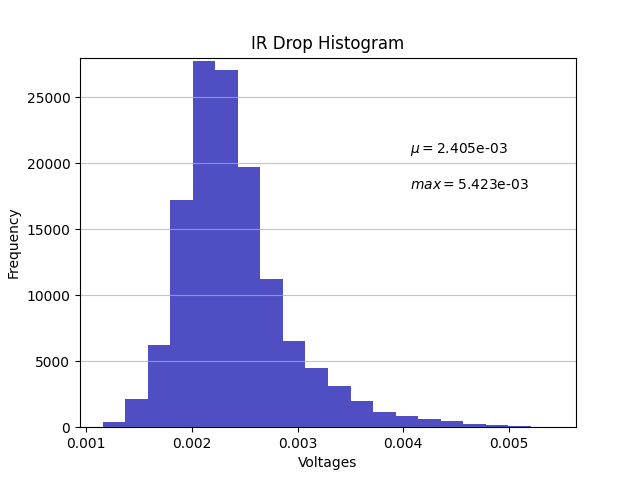 IR Drop Histogram
25000
20000
15000
10000
5000
0
Frequency
μ = 2.405e-03
max = 5.423e-03
0.001 0.002 0.003 0.004 0.005
Voltages